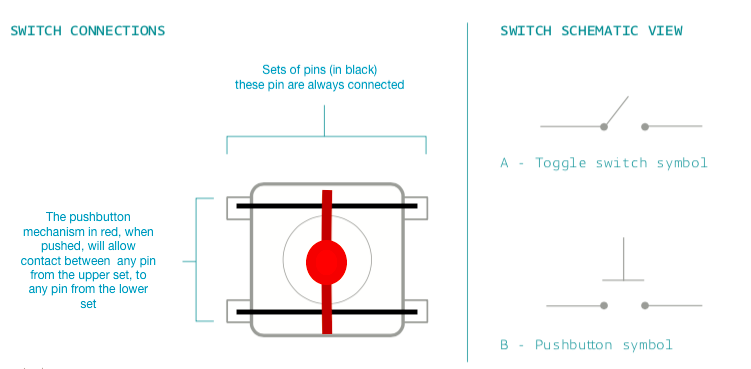 SWITCH CONNECTIONS
Sets of pins (in black)
these pin are always connected
The pushbutton
mechanism in red, when
pushed, will allow
contact between any pin
from the upper set, to
any pin from the lower
set
SWITCH SCHEMATIC VIEW
A - Toggle switch symbol
B - Pushbutton symbol